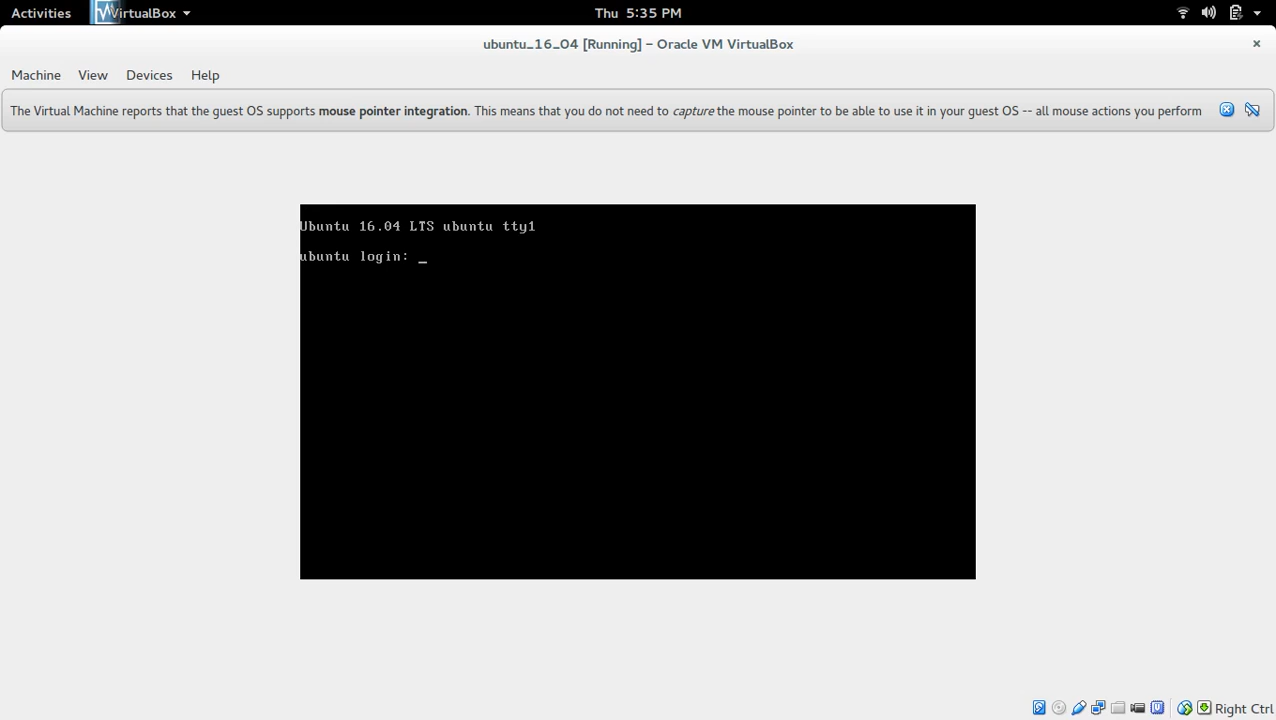 Activities VirtualBox Thu 5:35 PM
ubuntu_16_04 [Running] – Oracle VM VirtualBox
Machine View Devices Help
The Virtual Machine reports that the guest OS supports mouse pointer integration. This means that you do not need to capture the mouse pointer to be able to use it in your guest OS -- all mouse actions you perform
Ubuntu 16.04 LTS ubuntu tty1
ubuntu login: _
Right Ctrl